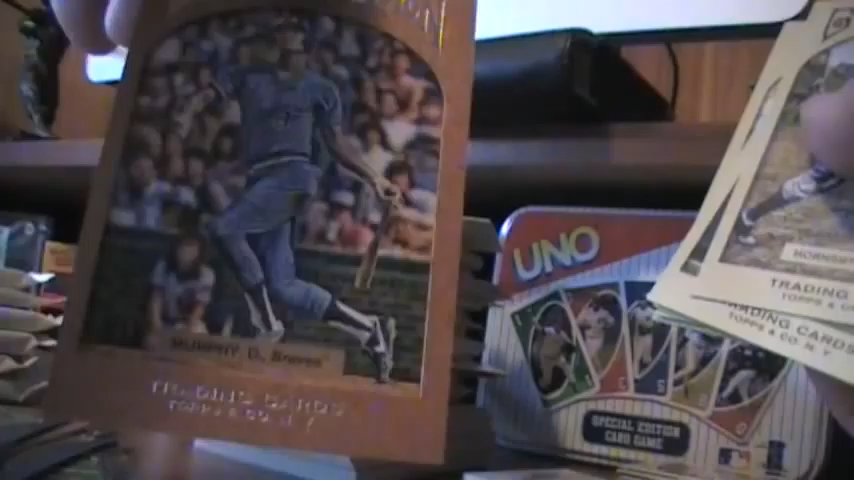 MURPHY D. Braves
TRADING CARDS
TOPPS & CO. N. Y
UNO
SPECIAL EDITION
CARD GAME
HORNSBY
TRADING
TOPPS & CO
TRADING CARDS
TOPPS & CO. N. Y